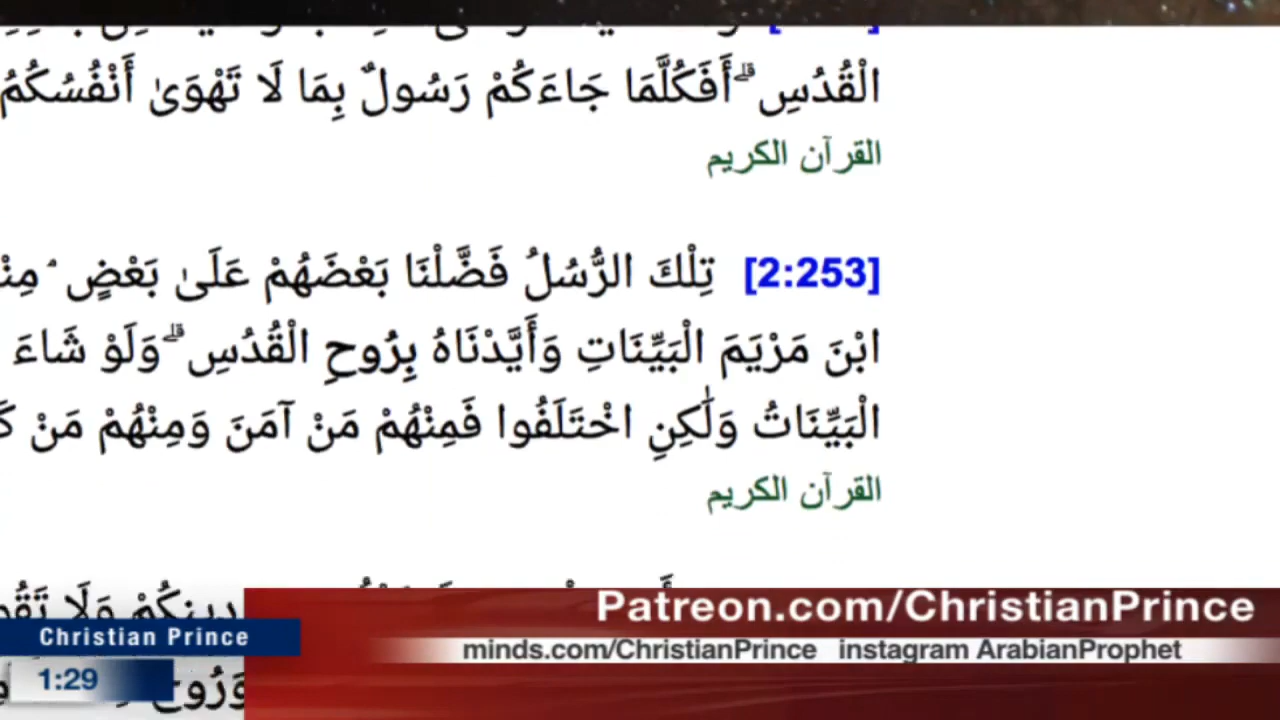 الْقُدُسِ ۗ أَفَكُلَّمَا جَاءَكُمْ رَسُولٌ بِمَا لَا تَهْوَىٰ أَنْفُسُكُمُ
القرآن الكريم
[2:253] تِلْكَ الرُّسُلُ فَضَّلْنَا بَعْضَهُمْ عَلَىٰ بَعْضٍ ۘ
ابْنَ مَرْيَمَ الْبَيِّنَاتِ وَأَيَّدْنَاهُ بِرُوحِ الْقُدُسِ ۗ وَلَوْ شَاءَ
الْبَيِّنَاتُ وَلَٰكِنِ اخْتَلَفُوا فَمِنْهُمْ مَنْ آمَنَ وَمِنْهُمْ مَنْ
القرآن الكريم
Patreon.com/ChristianPrince
Christian Prince
minds.com/ChristianPrince instagram ArabianProphet
1:29